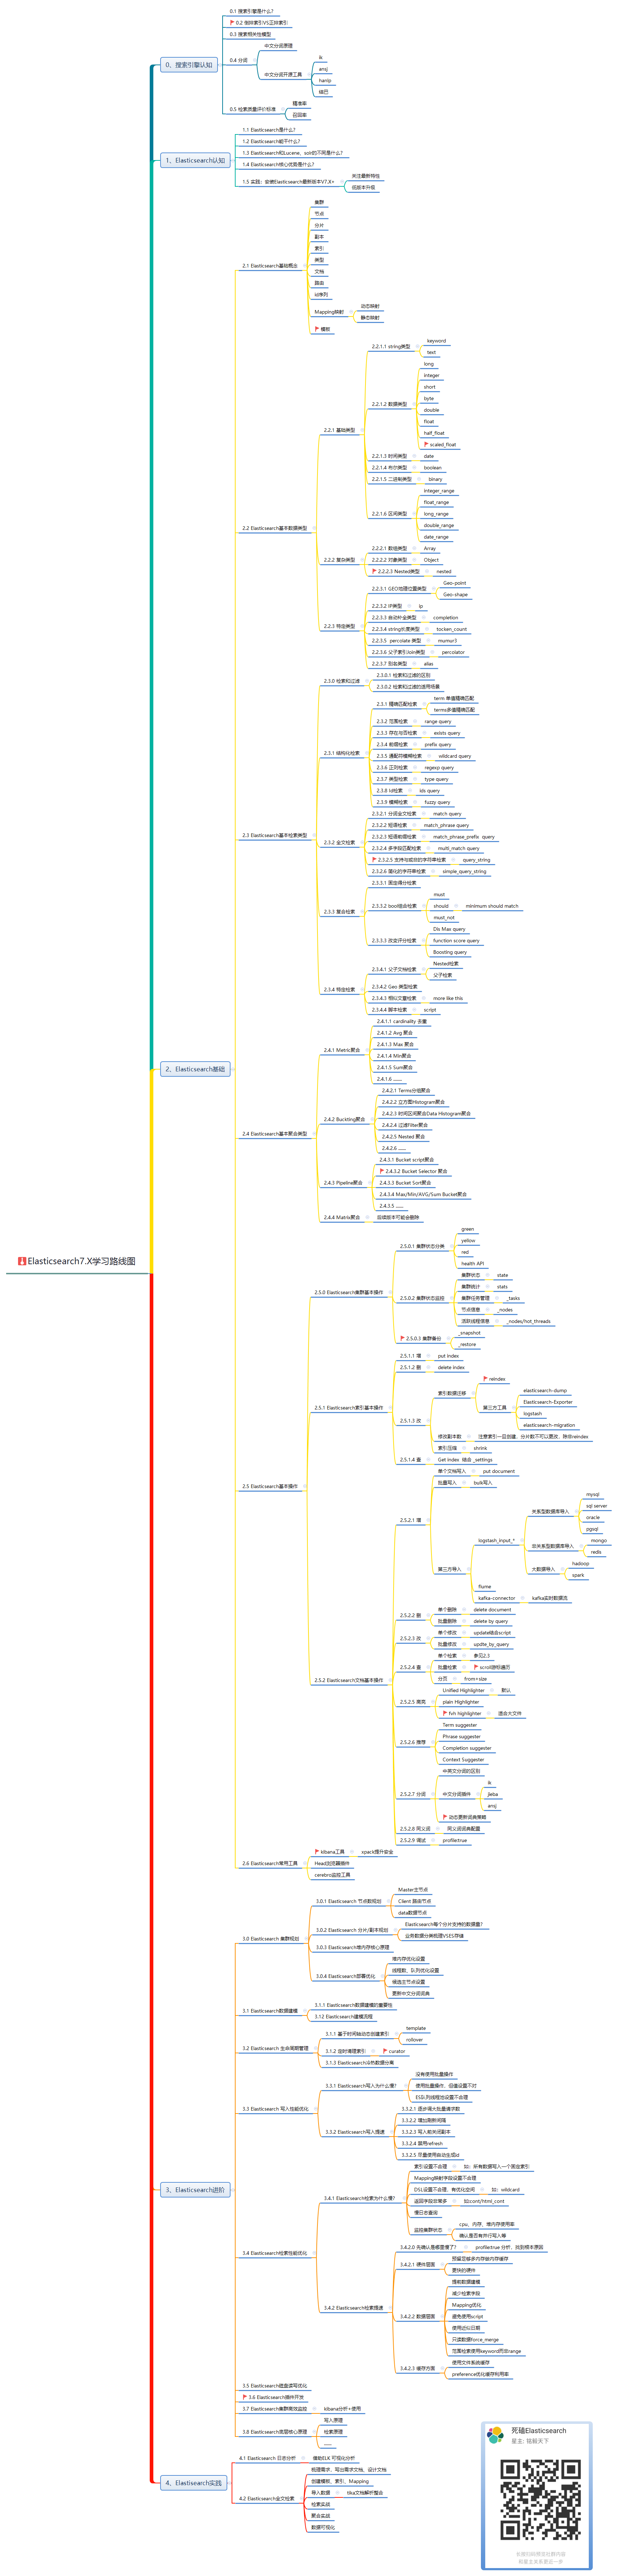 Elasticsearch7.X学习路线图
0、搜索引擎认知
0.1 搜索引擎是什么?
0.2 倒排索引VS正排索引
0.3 搜索相关性模型
0.4 分词
中文分词原理
中文分词开源工具
ik
ansj
hanlp
结巴
0.5 检索质量评价标准
精准率
召回率
1、Elasticsearch认知
1.1 Elasticsearch是什么?
1.2 Elasticsearch能干什么?
1.3 Elasticsearch和Lucene、solr的不同是什么?
1.4 Elasticsearch核心优势是什么?
1.5 实践：安装Elasticsearch最新版本V7.X+
关注最新特性
低版本升级
2、Elasticsearch基础
2.1 Elasticsearch基础概念
集群
节点
分片
副本
索引
类型
文档
路由
id序列
Mapping映射
动态映射
静态映射
模板
2.2 Elasticsearch基本数据类型
2.2.1 基础类型
2.2.1.1 string类型
keyword
text
2.2.1.2 数值类型
long
integer
short
byte
double
float
half_float
scaled_float
2.2.1.3 时间类型
date
2.2.1.4 布尔类型
boolean
2.2.1.5 二进制类型
binary
2.2.1.6 区间类型
integer_range
float_range
long_range
double_range
date_range
2.2.2 复杂类型
2.2.2.1 数组类型
Array
2.2.2.2 对象类型
Object
2.2.2.3 Nested类型
nested
2.2.3 特定类型
2.2.3.1 GEO地理位置类型
Geo-point
Geo-shape
2.2.3.2 IP类型
ip
2.2.3.3 自动补全类型
completion
2.2.3.4 string长度类型
tocken_count
2.2.3.5 percolate 类型
mumur3
2.2.3.6 父子索引Join类型
percolator
2.2.3.7 别名类型
alias
2.3 Elasticsearch基本检索类型
2.3.0 检索和过滤
2.3.0.1 检索和过滤的区别
2.3.0.2 检索和过滤的适用场景
2.3.1 结构化检索
2.3.1 精确匹配检索
term 单值精确匹配
terms多值精确匹配
2.3.2 范围检索
range query
2.3.3 存在与否检索
exists query
2.3.4 前缀检索
prefix query
2.3.5 通配符模糊检索
wildcard query
2.3.6 正则检索
regexp query
2.3.7 类型检索
type query
2.3.8 Id检索
ids query
2.3.9 模糊检索
fuzzy query
2.3.2 全文检索
2.3.2.1 分词全文检索
match query
2.3.2.2 短语检索
match_phrase query
2.3.2.3 短语前缀检索
match_phrase_prefix query
2.3.2.4 多字段匹配检索
multi_match query
2.3.2.5 支持与或非的字符串检索
query_string
2.3.2.6 简化的字符串检索
simple_query_string
2.3.3 复合检索
2.3.3.1 固定得分检索
2.3.3.2 bool组合检索
must
should
minimum should match
must_not
2.3.3.3 改变评分检索
Dis Max query
function score query
Boosting query
2.3.4 特定检索
2.3.4.1 父子文档检索
Nested检索
父子检索
2.3.4.2 Geo 类型检索
2.3.4.3 相似文章检索
more like this
2.3.4.4 脚本检索
script
2.4 Elasticsearch基本聚合类型
2.4.1 Metric聚合
2.4.1.1 cardinality 去重
2.4.1.2 Avg 聚合
2.4.1.3 Max 聚合
2.4.1.4 Min聚合
2.4.1.5 Sum聚合
2.4.1.6 ......
2.4.2 Buckting聚合
2.4.2.1 Terms分组聚合
2.4.2.2 立方图Histogram聚合
2.4.2.3 时间区间聚合Data Histogram聚合
2.4.2.4 过滤Filter聚合
2.4.2.5 Nested 聚合
2.4.2.6 ......
2.4.3 Pipeline聚合
2.4.3.1 Bucket script聚合
2.4.3.2 Bucket Selector 聚合
2.4.3.3 Bucket Sort聚合
2.4.3.4 Max/Min/AVG/Sum Bucket聚合
2.4.3.5 ......
2.4.4 Matrix聚合
后续版本可能会删除
2.5 Elasticsearch基本操作
2.5.0 Elasticsearch集群基本操作
2.5.0.1 集群状态分类
green
yellow
red
health API
2.5.0.2 集群状态监控
集群状态
state
集群统计
stats
集群任务管理
_tasks
节点信息
_nodes
活跃线程信息
_nodes/hot_threads
2.5.0.3 集群备份
_snapshot
_restore
2.5.1 Elasticsearch索引基本操作
2.5.1.1 增
put index
2.5.1.2 删
delete index
2.5.1.3 改
索引数据迁移
reindex
第三方工具
elasticsearch-dump
Elasticsearch-Exporter
logstash
elasticsearch-migration
修改副本数
注意索引一旦创建，分片数不可以更改，除非reindex
索引压缩
shrink
2.5.1.4 查
Get index 结合 _settings
2.5.2 Elasticsearch文档基本操作
2.5.2.1 增
单个文档写入
put document
批量写入
bulk写入
第三方导入
logstash_input_*
关系型数据库导入
mysql
sql server
oracle
pgsql
非关系型数据库导入
mongo
redis
大数据导入
hadoop
spark
flume
kafka-connector
kafka实时数据流
2.5.2.2 删
单个删除
delete document
批量删除
delete by query
2.5.2.3 改
单个修改
update结合script
批量修改
updte_by_query
2.5.2.4 查
单个检索
参见2.3
批量检索
scroll游标遍历
分页
from+size
2.5.2.5 高亮
Unified Highlighter
默认
plain Highlighter
fvh highlighter
适合大文件
2.5.2.6 推荐
Term suggester
Phrase suggester
Completion suggester
Context Suggester
2.5.2.7 分词
中英文分词的区别
中文分词插件
ik
jieba
ansj
动态更新词典策略
2.5.2.8 同义词
同义词词典配置
2.5.2.9 调试
profile:true
2.6 Elasticsearch常用工具
kibana工具
xpack提升安全
Head浏览器插件
cerebro监控工具
3、Elasticsearch进阶
3.0 Elasticsearch 集群规划
3.0.1 Elasticsearch 节点数规划
Master主节点
Client 路由节点
data数据节点
3.0.2 Elasticsearch 分片/副本规划
Elasticsearch每个分片支持的数据量?
业务数据分类梳理VSES存储
3.0.3 Elasticsearch堆内存核心原理
3.0.4 Elasticsearch部署优化
堆内存优化设置
线程数、队列优化设置
候选主节点设置
更新中文分词词典
3.1 Elasticsearch数据建模
3.1.1 Elasticsearch数据建模的重要性
3.12 Elasticsearch建模流程
3.2 Elasticsearch 生命周期管理
3.1.1 基于时间轴动态创建索引
template
rollover
3.1.2 定时清理索引
curator
3.1.3 Elasticsearch冷热数据分离
3.3 Elasticsearch 写入性能优化
3.3.1 Elasticsearch写入为什么慢?
没有使用批量操作
使用批量操作，但值设置不对
ES队列线程池设置不合理
3.3.2 Elasticsearch写入提速
3.3.2.1 逐步调大批量请求数
3.3.2.2 增加刷新间隔
3.3.2.3 写入前关闭副本
3.3.2.4 禁用refresh
3.3.2.5 尽量使用自动生成id
3.4 Elasticsearch检索性能优化
3.4.1 Elasticsearch检索为什么慢?
索引设置不合理
如：所有数据写入一个固定索引
Mapping映射字段设置不合理
DSL设置不合理，有优化空间
如：wildcard
返回字段非常多
如cont/html_cont
慢日志查阅
监控集群状态
cpu、内存、堆内存使用率
确认是否有并行写入等
3.4.2 Elasticsearch检索提速
3.4.2.0 先确认是哪里慢了?
profile:true 分析，找到根本原因
3.4.2.1 硬件层面
预留足够多内存做内存缓存
更快的硬件
3.4.2.2 数据层面
提前数据建模
减少检索字段
Mapping优化
避免使用script
使用近似日期
只读数据force_merge
范围检索使用keyword而非range
3.4.2.3 缓存方面
使用文件系统缓存
preference优化缓存利用率
3.5 Elasticsearch磁盘读写优化
3.6 Elasticsearch插件开发
3.7 Elasticsearch集群高效监控
kibana分析+使用
3.8 Elasticsearch底层核心原理
写入原理
检索原理
......
4、Elastisearch实践
4.1 Elasticsearch 日志分析
借助ELK 可视化分析
4.2 Elasticsearch全文检索
梳理需求、写出需求文档、设计文档
创建模板、索引、Mapping
导入数据
tika文档解析整合
检索实战
聚合实战
数据可视化
死磕Elasticsearch
星主: 铭毅天下
长按扫码预览社群内容
和星主关系更近一步